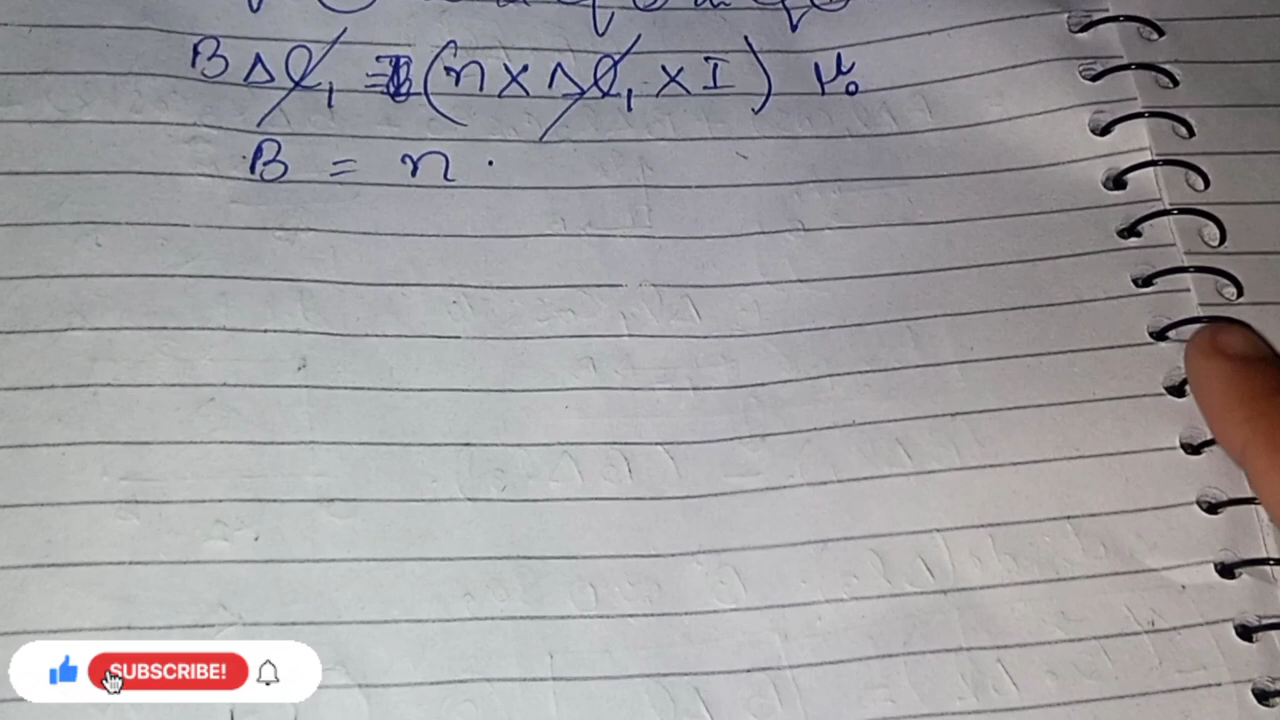 BΔl₁ = (n × Δl₁ × I) μ₀
B = n .
SUBSCRIBE!